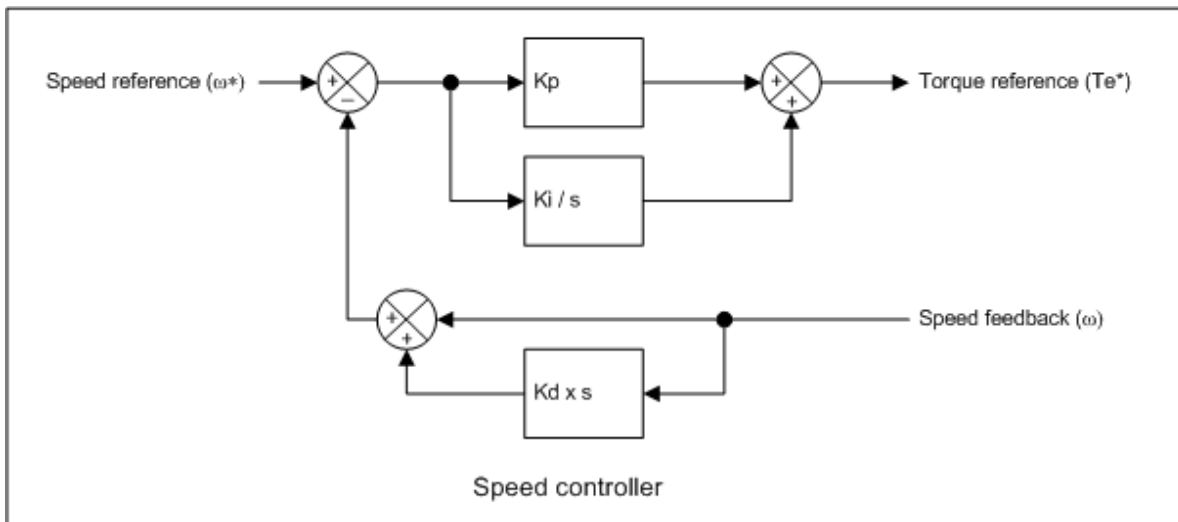 Speed reference (ω*)
+
−
Kp
+
+
Torque reference (Te*)
Ki / s
+
+
Speed feedback (ω)
Kd x s
Speed controller